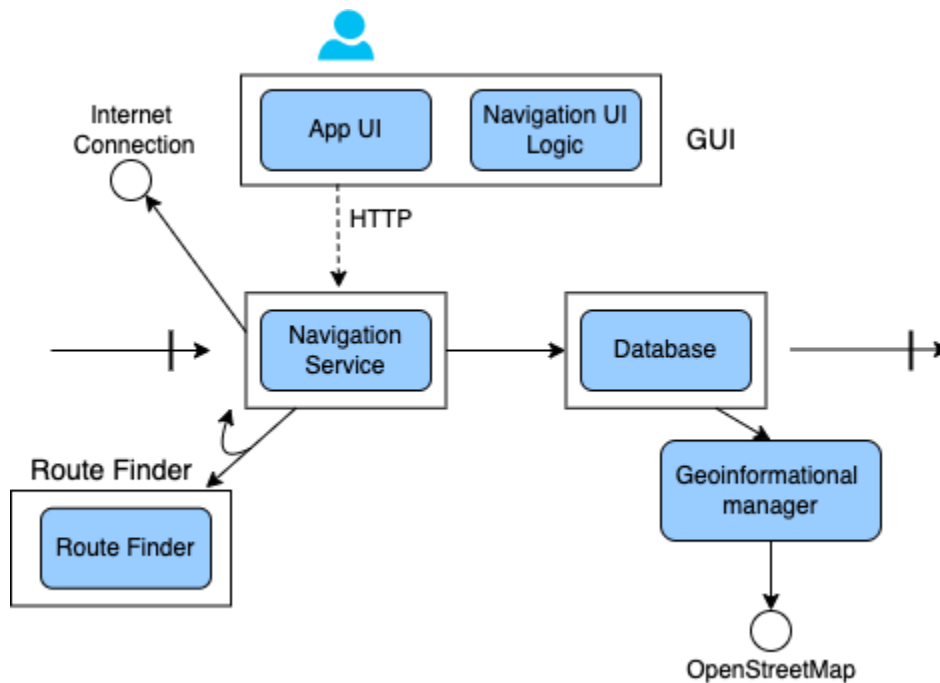 Internet
Connection
App UI
Navigation UI
Logic
GUI
HTTP
Navigation
Service
Database
Route Finder
Route Finder
Geoinformational
manager
OpenStreetMap